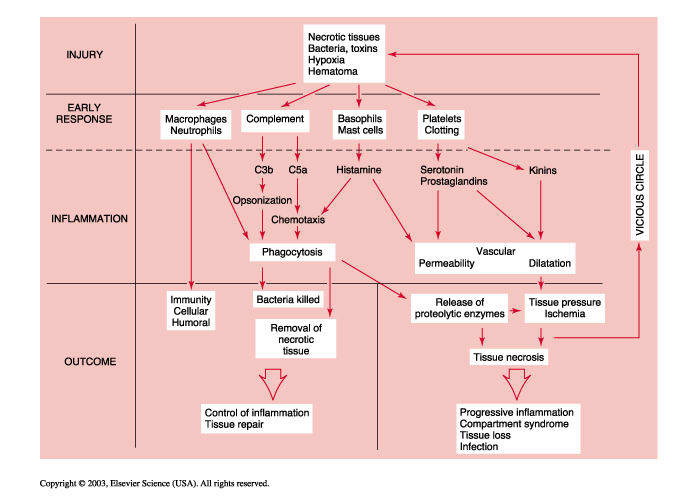 INJURY
Necrotic tissues
Bacteria, toxins
Hypoxia
Hematoma
EARLY
RESPONSE
Macrophages
Neutrophils
Complement
Basophils
Mast cells
Platelets
Clotting
INFLAMMATION
C3b
C5a
Histamine
Serotonin
Prostaglandins
Kinins
Opsonization
Chemotaxis
Phagocytosis
Vascular
Permeability
Dilatation
VICIOUS CIRCLE
OUTCOME
Immunity
Cellular
Humoral
Bacteria killed
Removal of
necrotic
tissue
Release of
proteolytic enzymes
Tissue pressure
Ischemia
Tissue necrosis
Control of inflammation
Tissue repair
Progressive inflammation
Compartment syndrome
Tissue loss
Infection
Copyright © 2003, Elsevier Science (USA). All rights reserved.